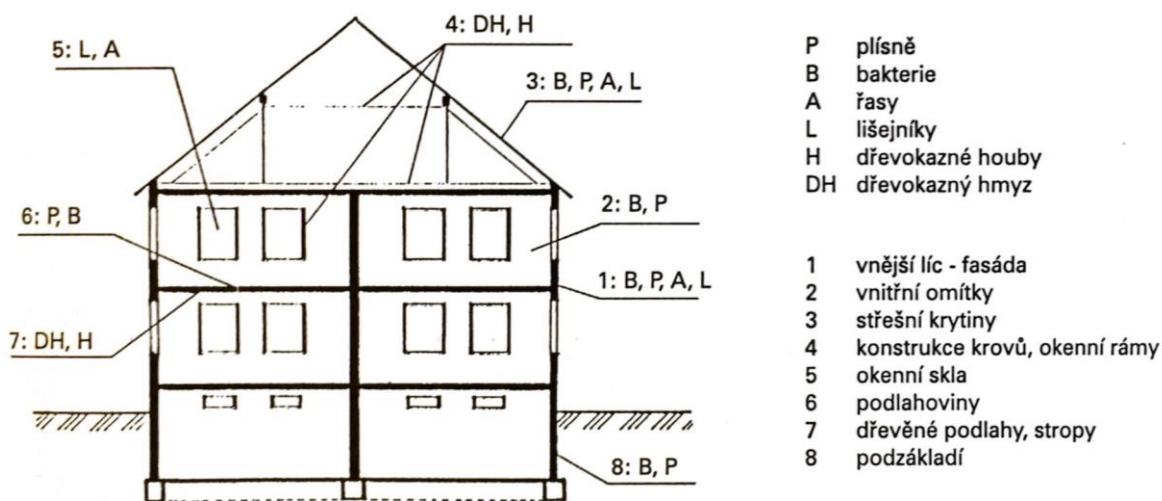 4: DH, H
5: L, A
3: B, P, A, L
6: P, B
2: B, P
1: B, P, A, L
7: DH, H
8: B, P
P plísně
B bakterie
A řasy
L lišejníky
H dřevokazné houby
DH dřevokazný hmyz
1 vnější líc - fasáda
2 vnitřní omítky
3 střešní krytiny
4 konstrukce krovů, okenní rámy
5 okenní skla
6 podlahoviny
7 dřevěné podlahy, stropy
8 podzákladí